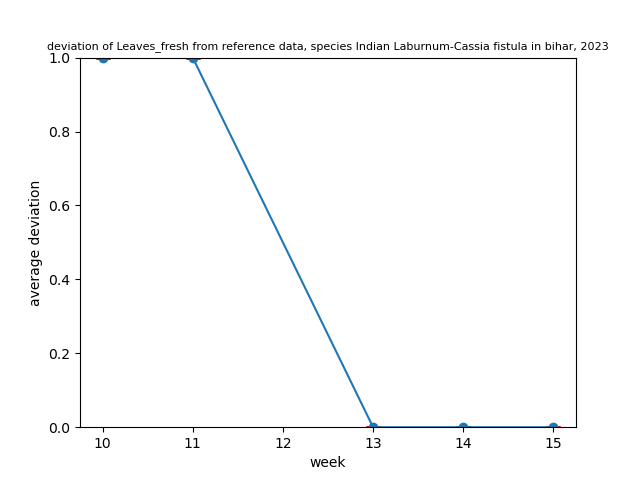 deviation of Leaves_fresh from reference data, species Indian Laburnum-Cassia fistula in bihar, 2023
1.0
0.8
0.6
0.4
0.2
0.0
average deviation
10 11 12 13 14 15
week